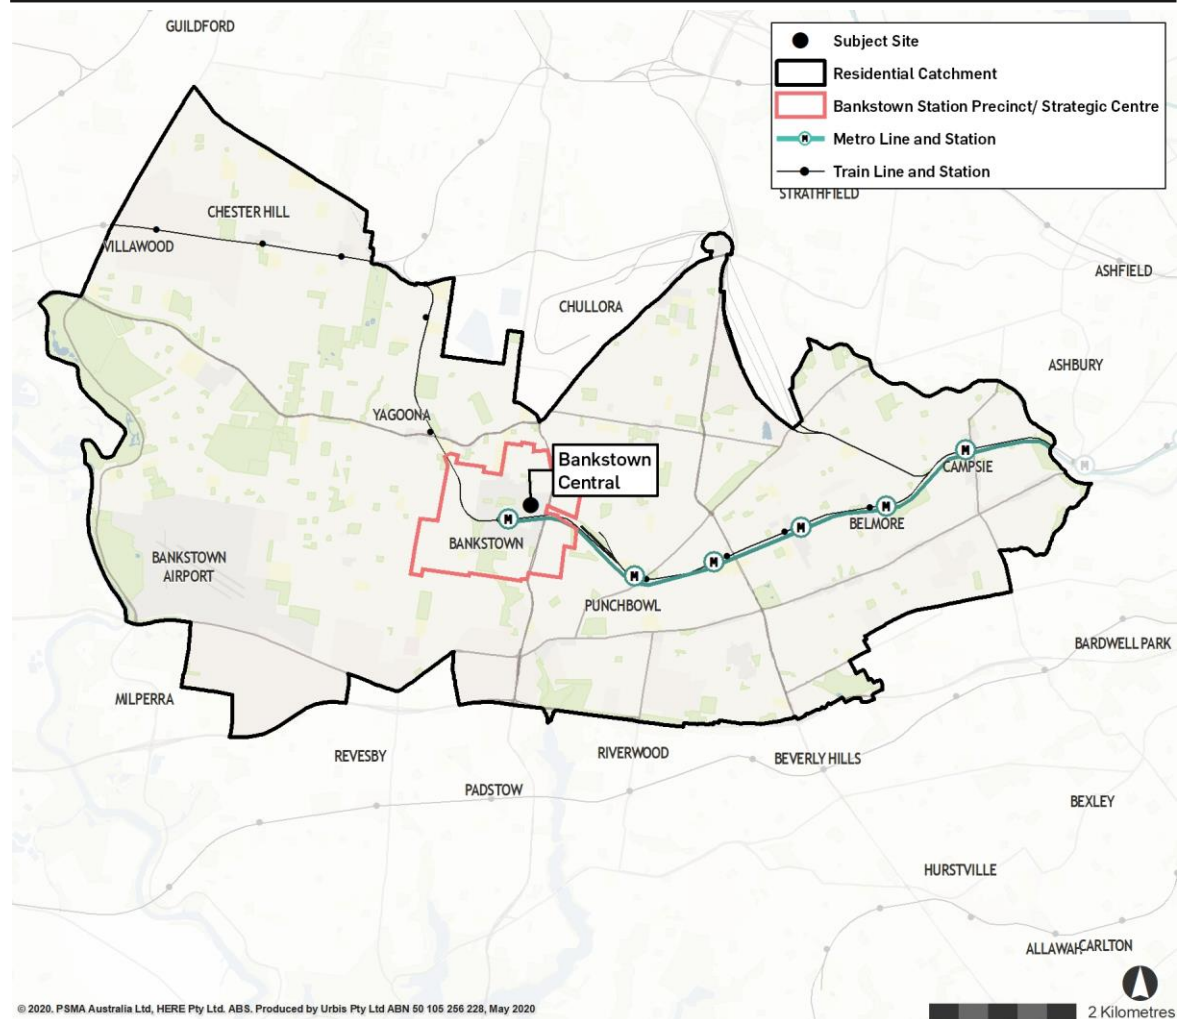 GUILDFORD
Subject Site
Residential Catchment
Bankstown Station Precinct/ Strategic Centre
M
Metro Line and Station
Train Line and Station
STRATHFIELD
CHESTER HILL
VILLAWOOD
ASHFIELD
CHULLORA
ASHBURY
YAGOONA
Bankstown
Central
M
CAMPSIE
M
M
BELMORE
M
M
BANKSTOWN
M
M
BANKSTOWN
AIRPORT
PUNCHBOWL
BARDWELL PARK
MILPERRA
REVESBY
RIVERWOOD
BEVERLY HILLS
PADSTOW
BEXLEY
HURSTVILLE
ALLAWAH
CARLTON
© 2020. PSMA Australia Ltd, HERE Pty Ltd. ABS. Produced by Urbis Pty Ltd ABN 50 105 256 228, May 2020
2 Kilometres